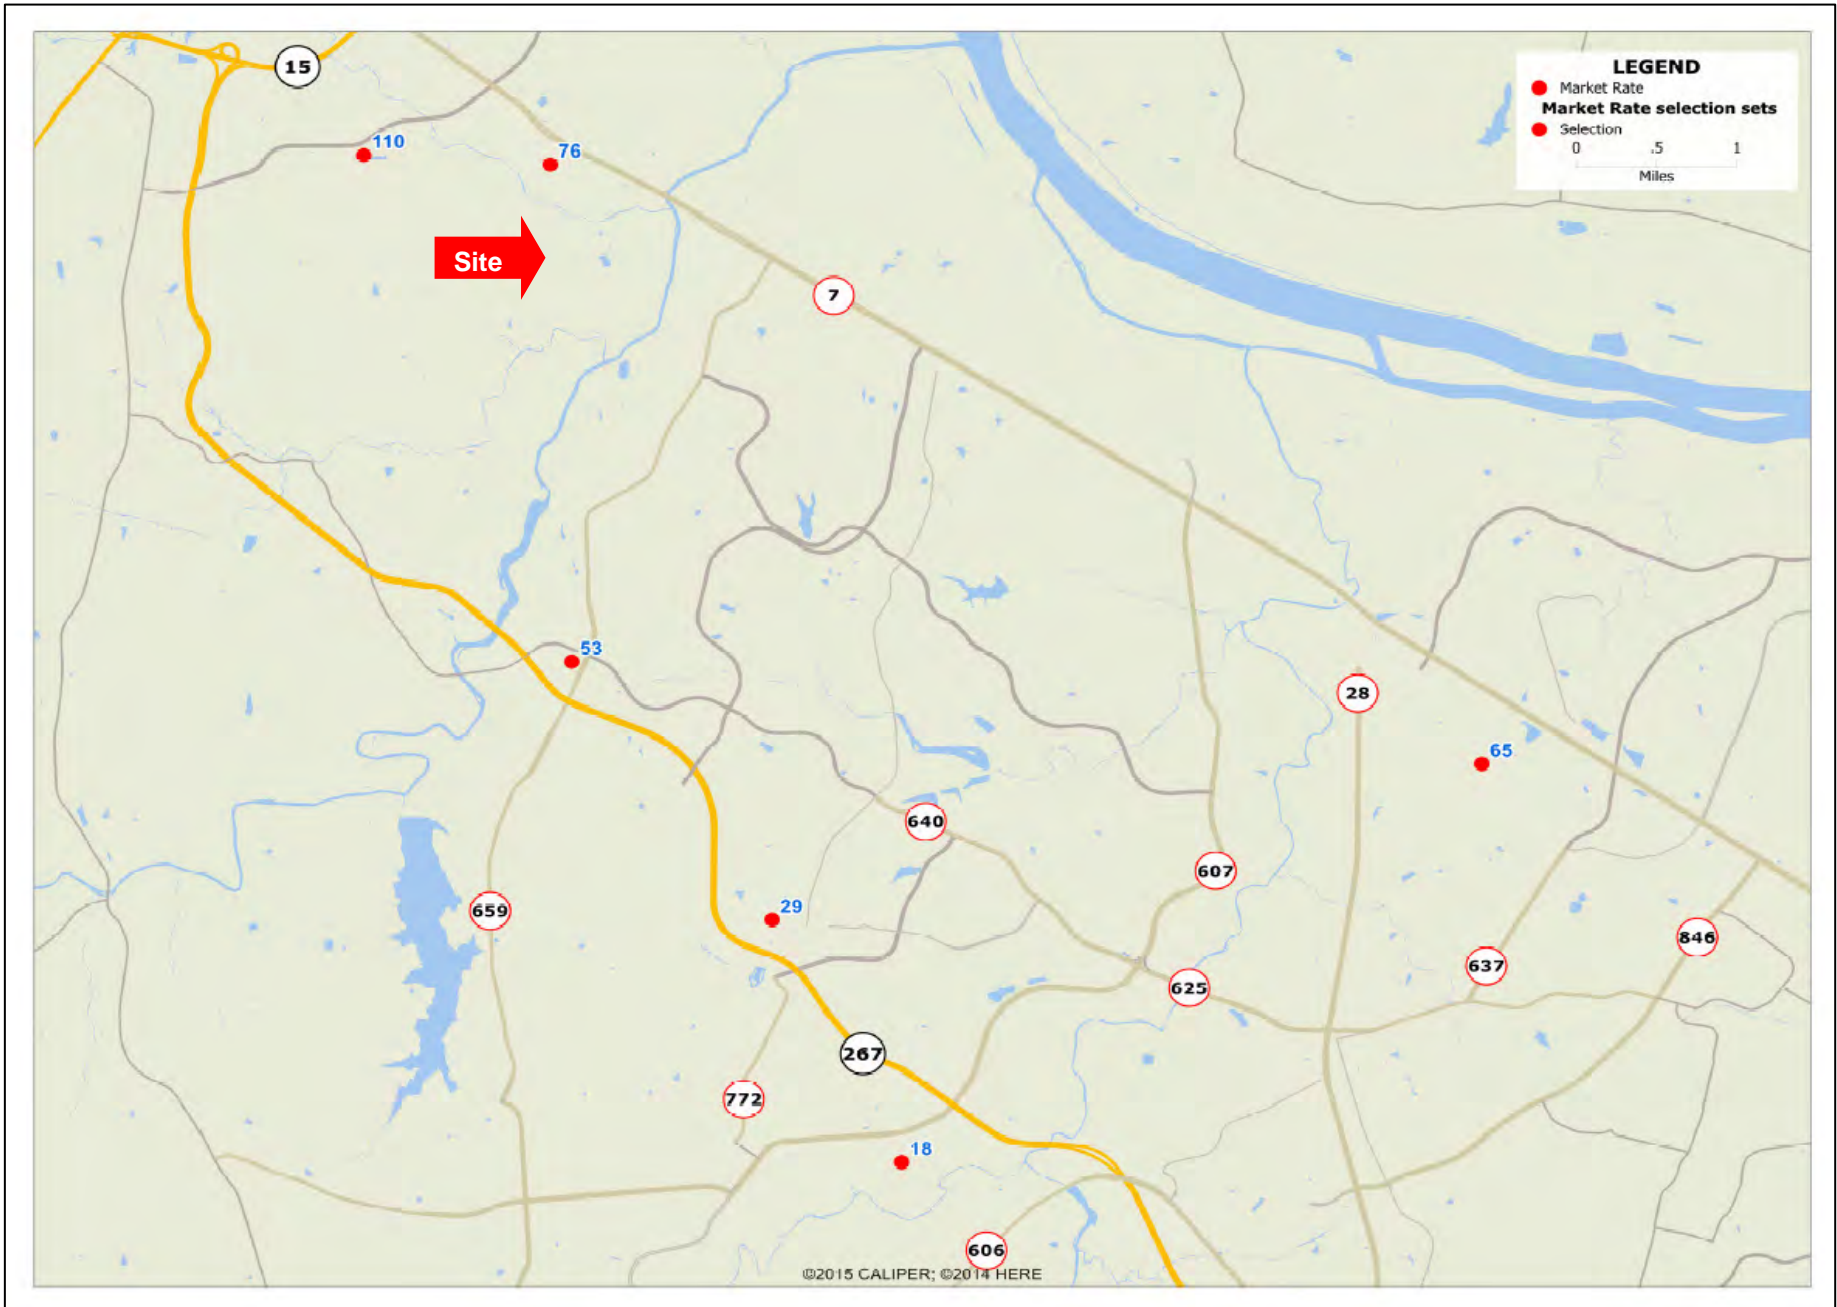 15
LEGEND
Market Rate
Market Rate selection sets
Selection
0 .5 1
Miles
110
76
Site
7
53
28
65
640
607
659
29
846
637
625
267
772
18
606
©2015 CALIPER; ©2014 HERE